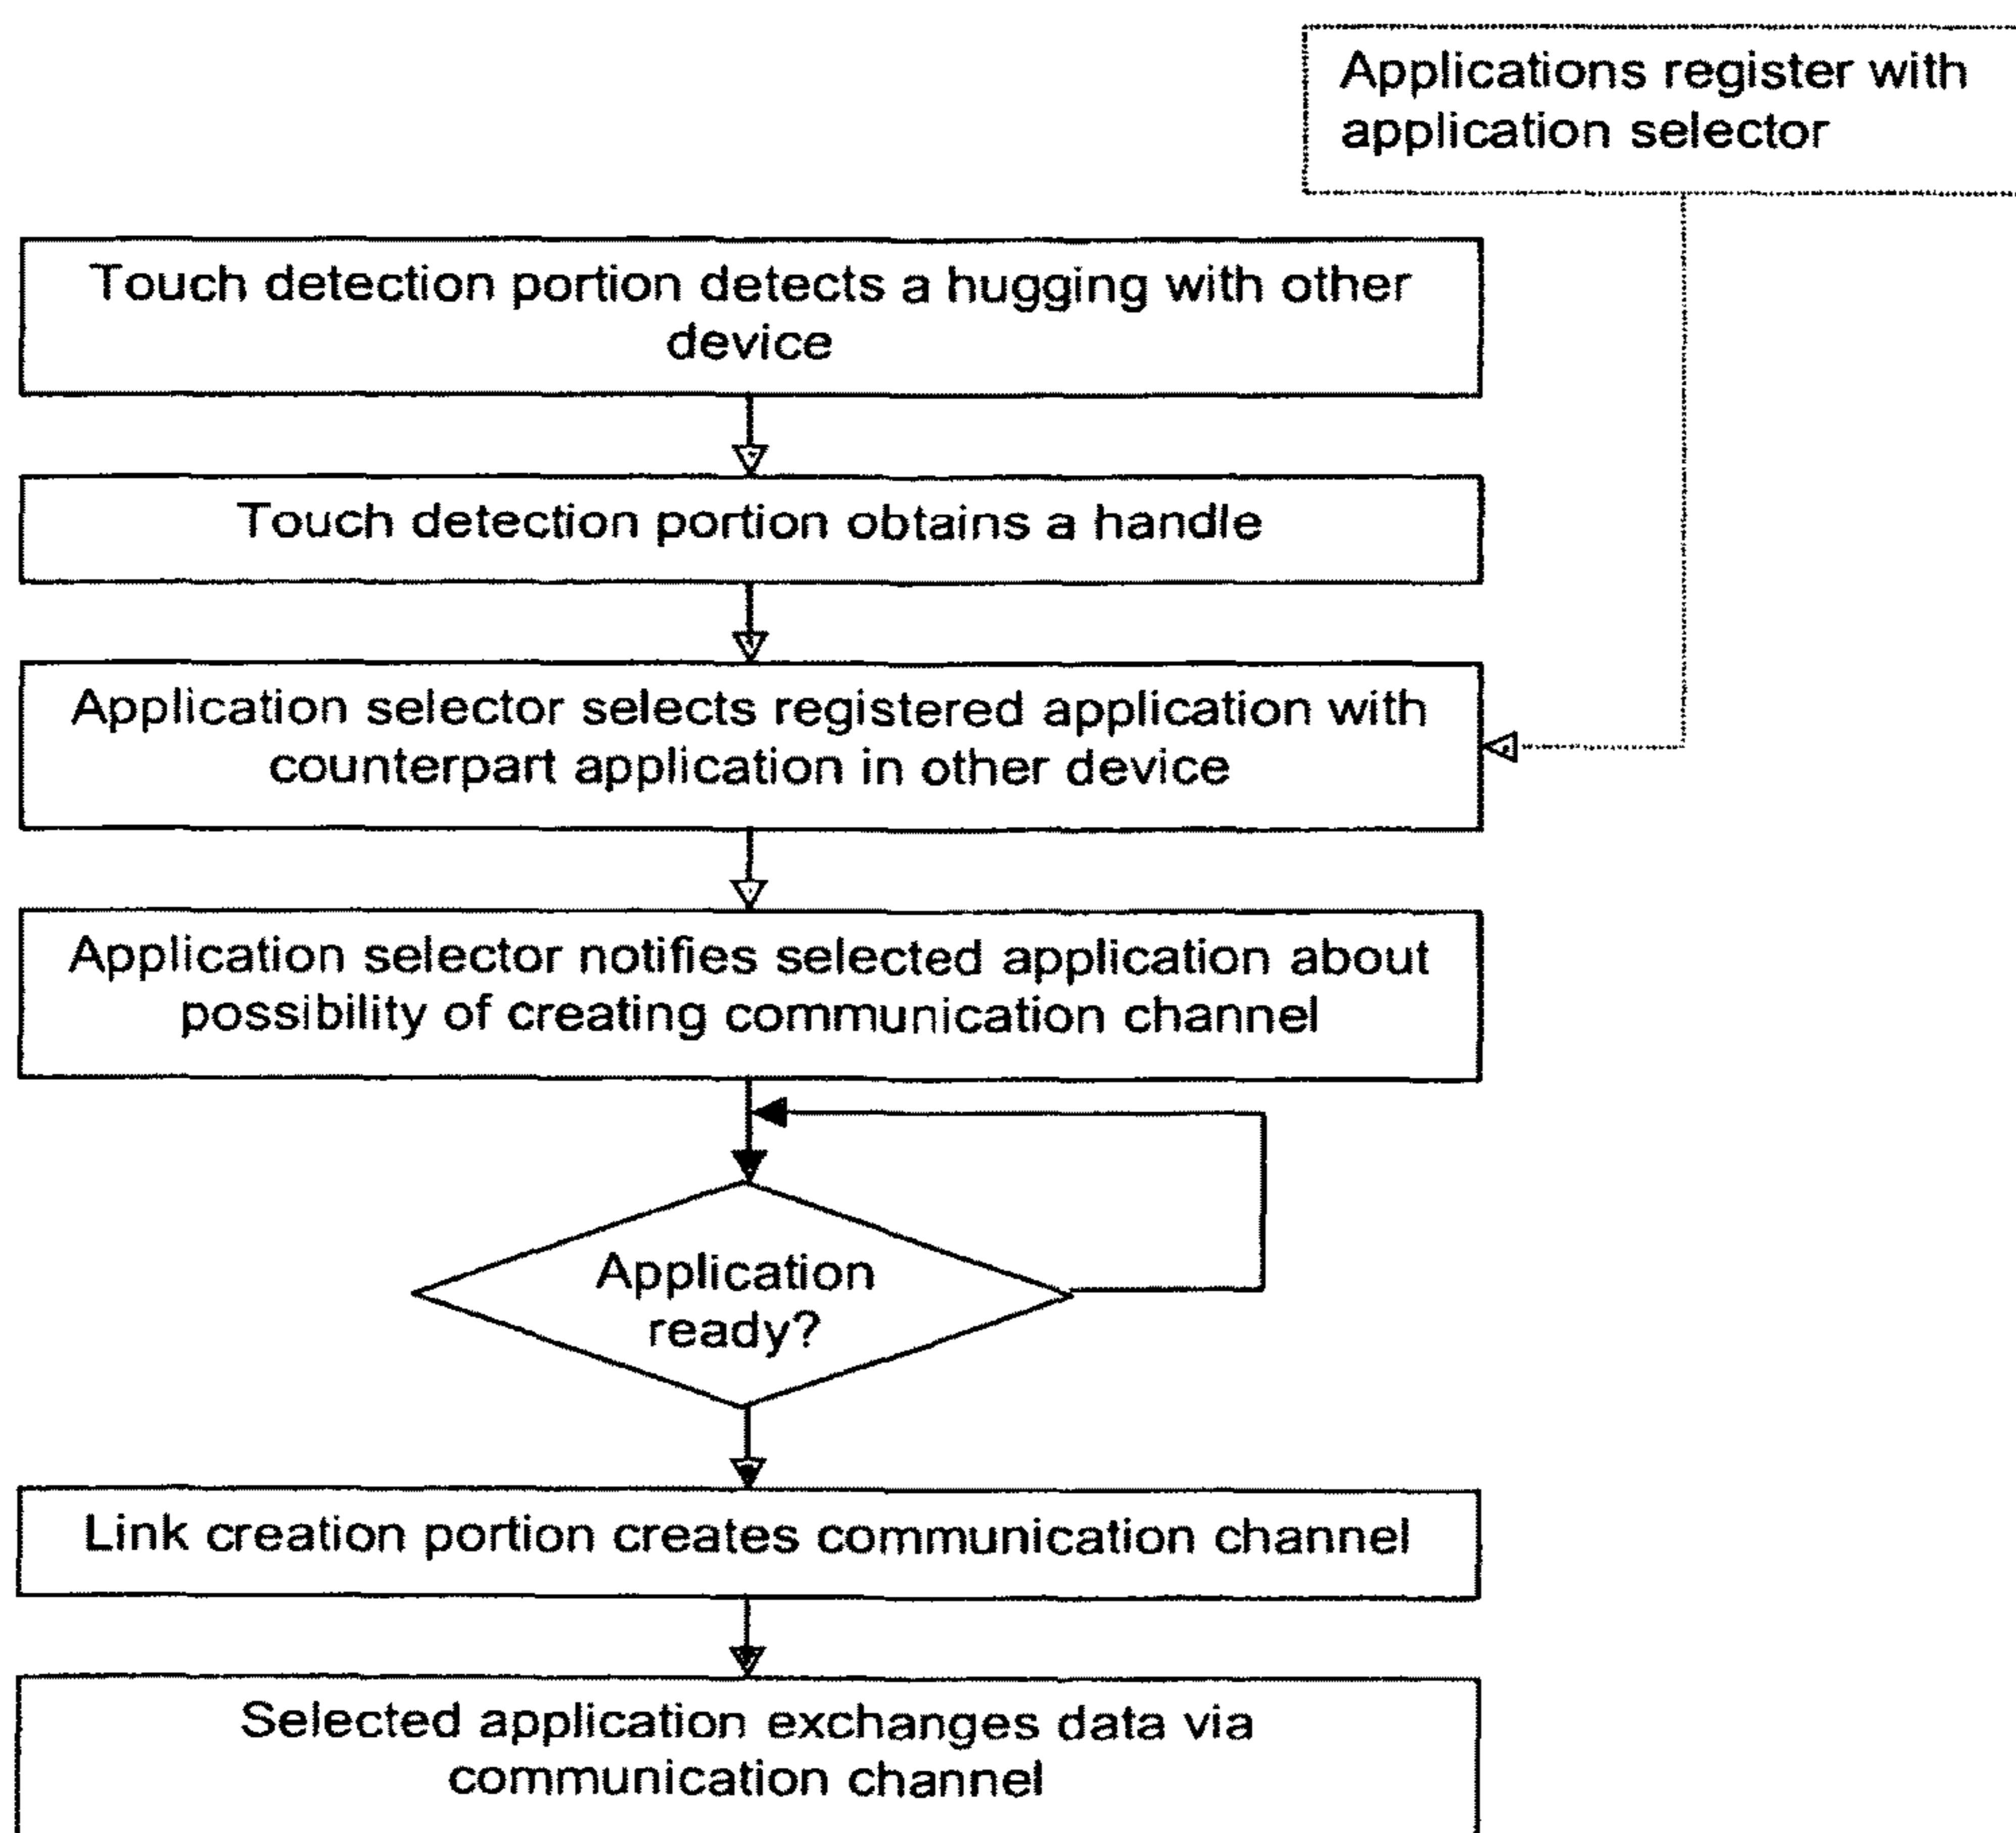 Applications register with
application selector
Touch detection portion detects a hugging with other
device
Touch detection portion obtains a handle
Application selector selects registered application with
counterpart application in other device
Application selector notifies selected application about
possibility of creating communication channel
Application
ready?
Link creation portion creates communication channel
Selected application exchanges data via
communication channel